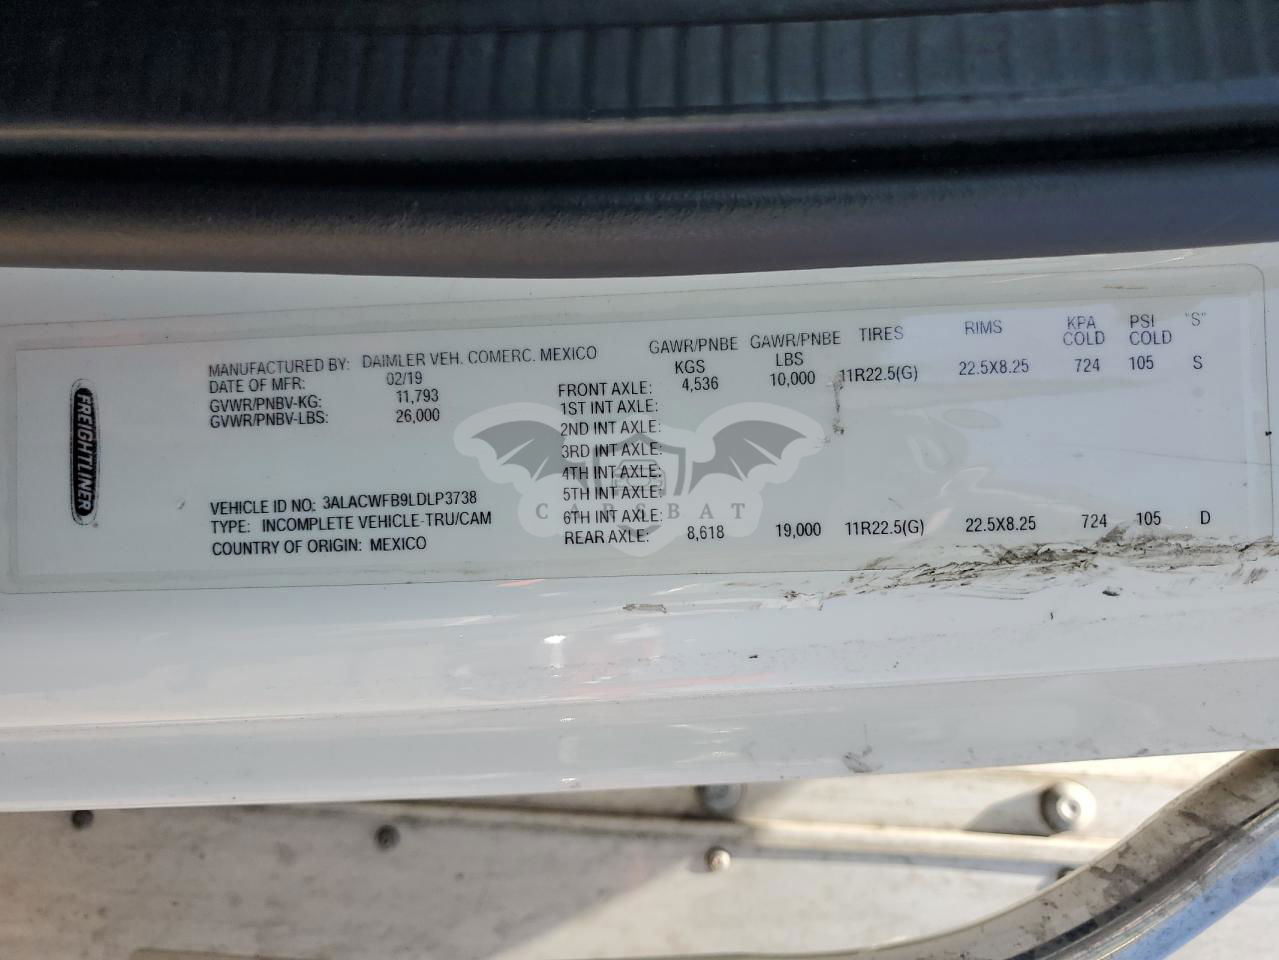 FREIGHTLINER
MANUFACTURED BY: DAIMLER VEH. COMERC. MEXICO
DATE OF MFR: 02/19
GVWR/PNBV-KG: 11,793
GVWR/PNBV-LBS: 26,000
VEHICLE ID NO: 3ALACWFB9LDLP3738
TYPE: INCOMPLETE VEHICLE-TRU/CAM
COUNTRY OF ORIGIN: MEXICO
GAWR/PNBE GAWR/PNBE TIRES RIMS KPA PSI "S"
KGS LBS COLD COLD
FRONT AXLE: 4,536 10,000 11R22.5(G) 22.5X8.25 724 105 S
1ST INT AXLE:
2ND INT AXLE:
3RD INT AXLE:
4TH INT AXLE:
5TH INT AXLE:
6TH INT AXLE:
REAR AXLE: 8,618 19,000 11R22.5(G) 22.5X8.25 724 105 D
CARSBAT